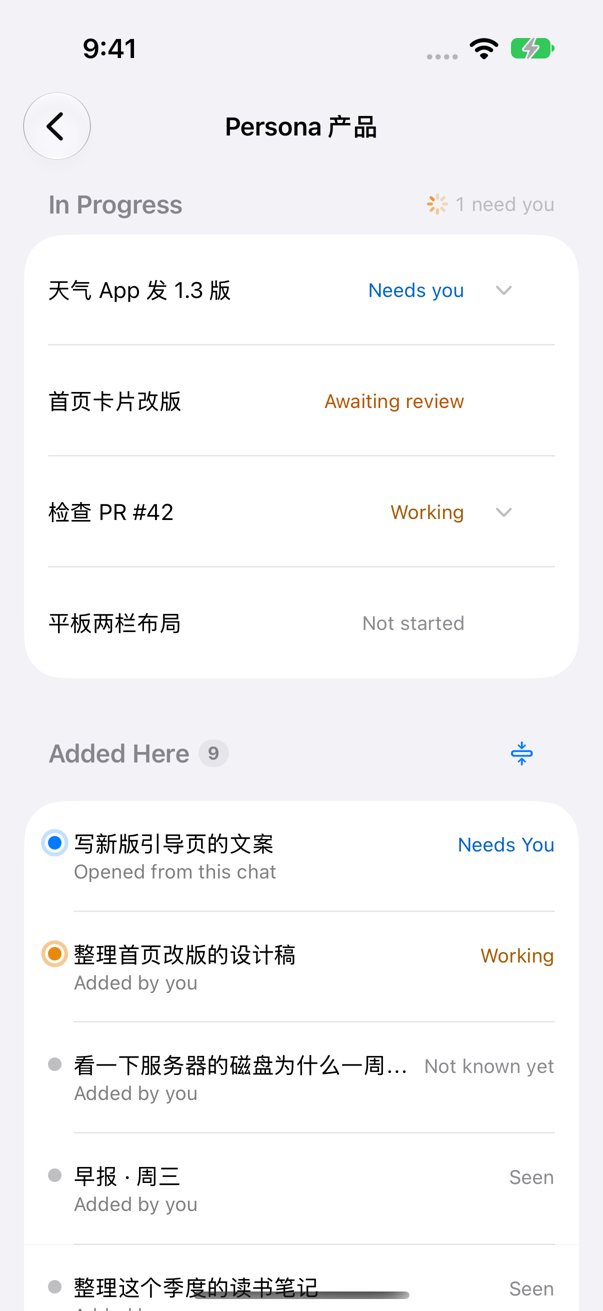 9:41
Persona 产品
In Progress
1 need you
天气 App 发 1.3 版
Needs you
首页卡片改版
Awaiting review
检查 PR #42
Working
平板两栏布局
Not started
Added Here 9
写新版引导页的文案
Needs You
Opened from this chat
整理首页改版的设计稿
Working
Added by you
看一下服务器的磁盘为什么一周...
Not known yet
Added by you
早报 · 周三
Seen
Added by you
整理这个季度的读书笔记
Seen